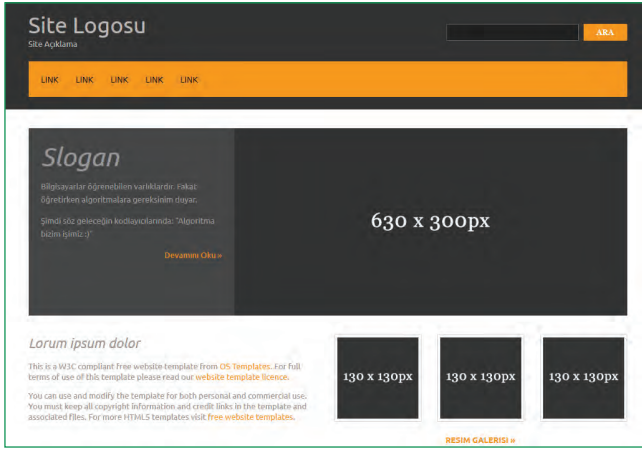 Site Logosu
Site Açıklama
ARA
LINK LINK LINK LINK LINK
Slogan
Bilgisayarlar öğrenebilen varlıklardır. Fakat
öğretirken algoritmalara gereksinim duyar.
Şimdi söz geleceğin kodlayıcılarında: "Algoritma
bizim işimiz :)"
Devamını Oku »
630 x 300px
Lorum ipsum dolor
This is a W3C compliant free website template from OS Templates. For full
terms of use of this template please read our website template licence.
You can use and modify the template for both personal and commercial use.
You must keep all copyright information and credit links in the template and
associated files. For more HTML5 templates visit free website templates.
130 x 130px
130 x 130px
130 x 130px
RESIM GALERISI »